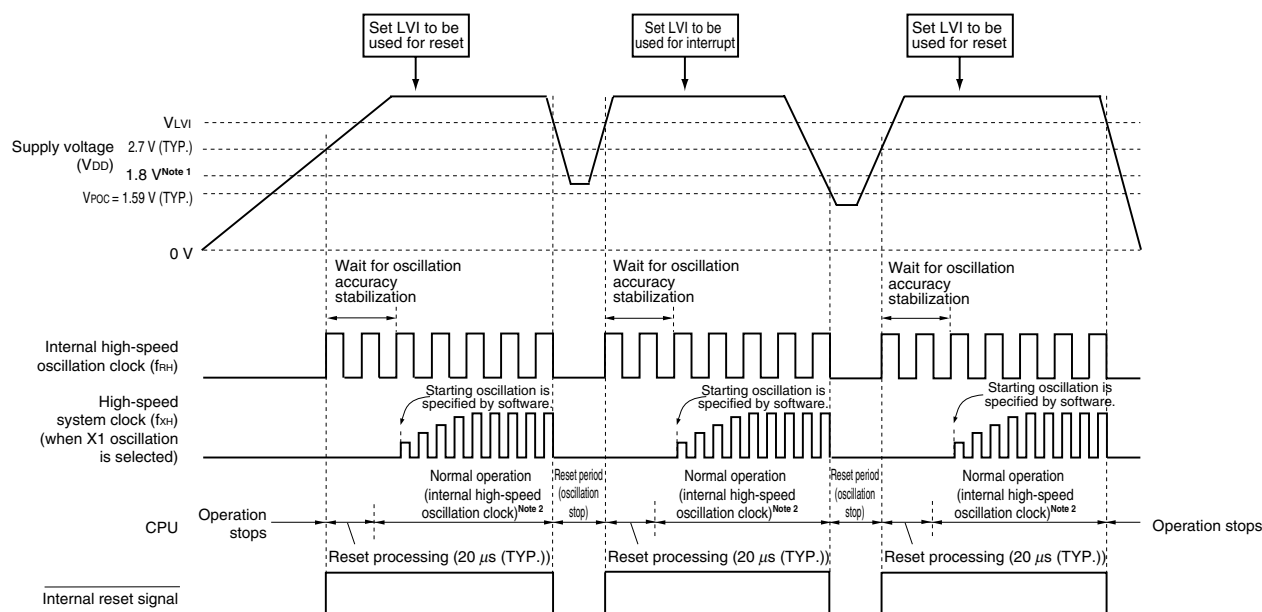 Set LVI to be
used for reset
Set LVI to be
used for interrupt
Set LVI to be
used for reset
VLVI
Supply voltage
(VDD)
2.7 V (TYP.)
1.8 V Note 1
VPOC = 1.59 V (TYP.)
0 V
Wait for oscillation
accuracy
stabilization
Wait for oscillation
accuracy
stabilization
Wait for oscillation
accuracy
stabilization
Internal high-speed
oscillation clock (fRH)
Starting oscillation is
specified by software.
Starting oscillation is
specified by software.
Starting oscillation is
specified by software.
High-speed
system clock (fXH)
(when X1 oscillation
is selected)
CPU
Operation
stops
Normal operation
(internal high-speed
oscillation clock) Note 2
Reset period
(oscillation
stop)
Normal operation
(internal high-speed
oscillation clock) Note 2
Reset period
(oscillation
stop)
Normal operation
(internal high-speed
oscillation clock) Note 2
Operation stops
Reset processing (20 μs (TYP.))
Reset processing (20 μs (TYP.))
Reset processing (20 μs (TYP.))
Internal reset signal